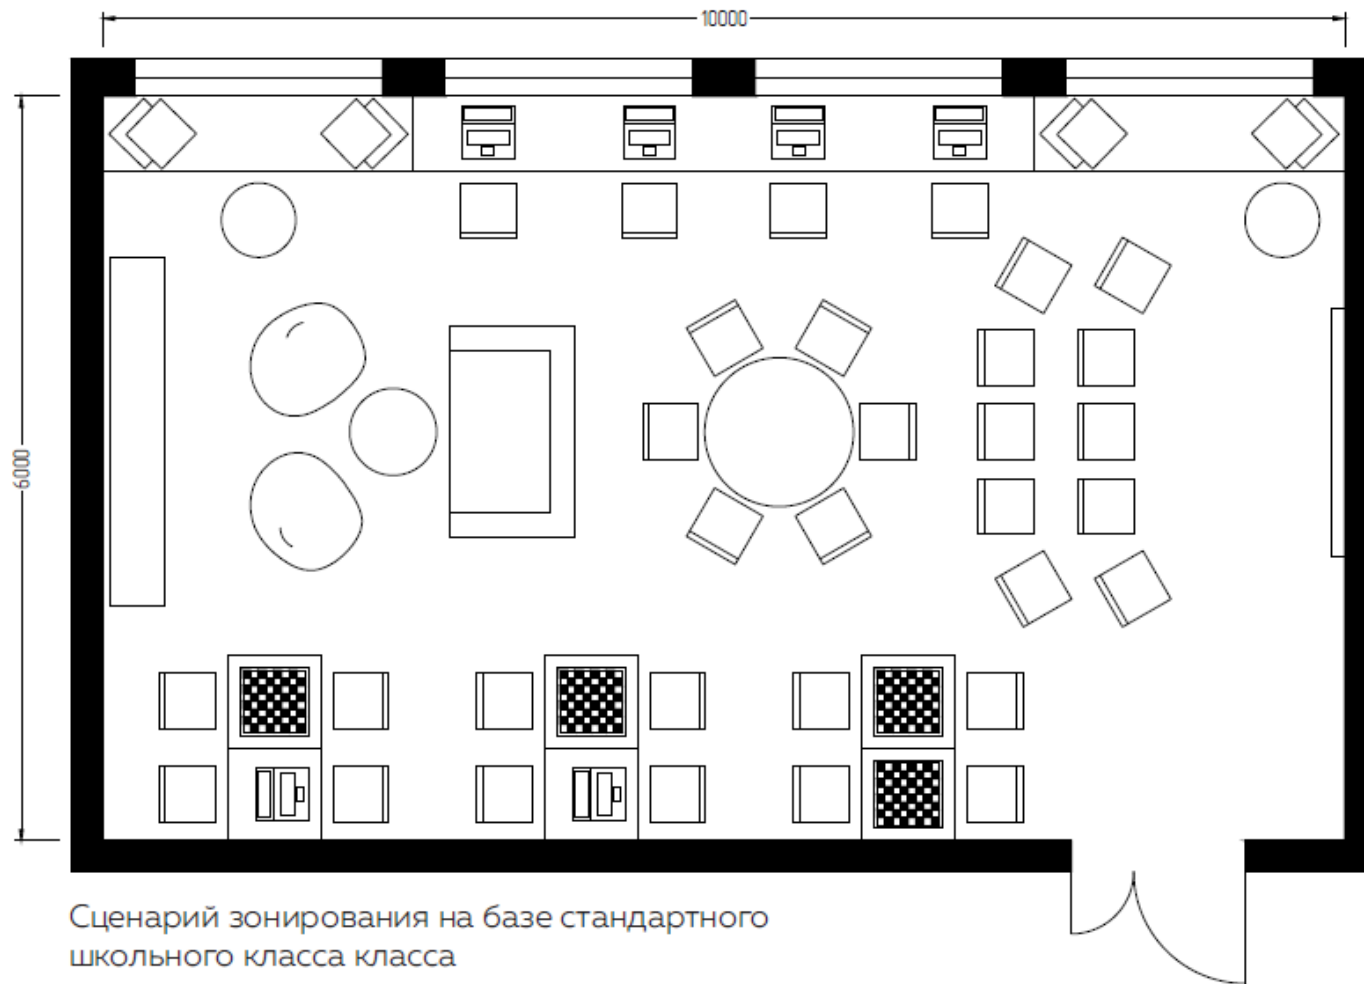 10000
6000
Сценарий зонирования на базе стандартного
школьного класса класса